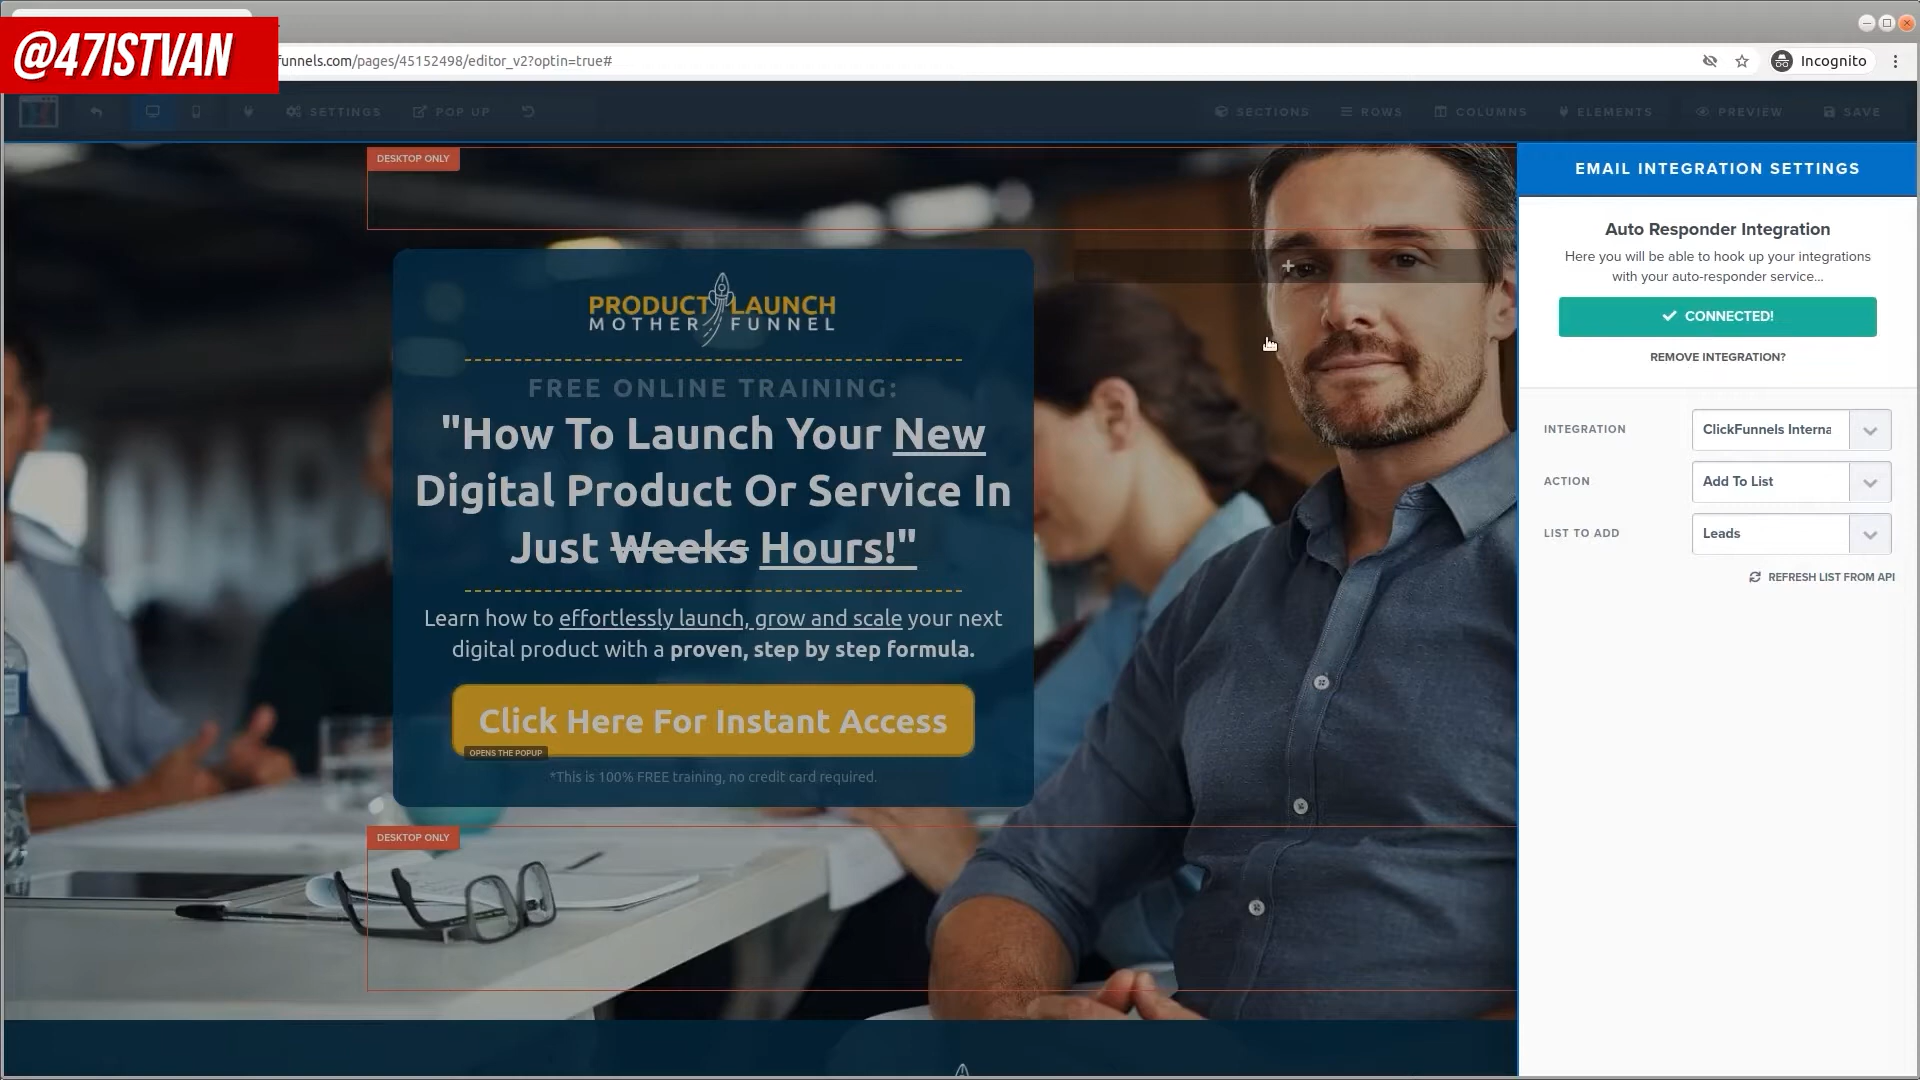 @47ISTVAN
funnels.com/pages/45152498/editor_v2?optin=true#
Incognito
SETTINGS
POP UP
SECTIONS
ROWS
COLUMNS
ELEMENTS
PREVIEW
SAVE
DESKTOP ONLY
PRODUCT LAUNCH
MOTHER FUNNEL
FREE ONLINE TRAINING:
"How To Launch Your New
Digital Product Or Service In
Just Weeks Hours!"
Learn how to effortlessly launch, grow and scale your next
digital product with a proven, step by step formula.
Click Here For Instant Access
OPENS THE POPUP
*This is 100% FREE training, no credit card required.
DESKTOP ONLY
EMAIL INTEGRATION SETTINGS
Auto Responder Integration
Here you will be able to hook up your integrations
with your auto-responder service...
CONNECTED!
REMOVE INTEGRATION?
INTEGRATION
ClickFunnels Interna
ACTION
Add To List
LIST TO ADD
Leads
REFRESH LIST FROM API